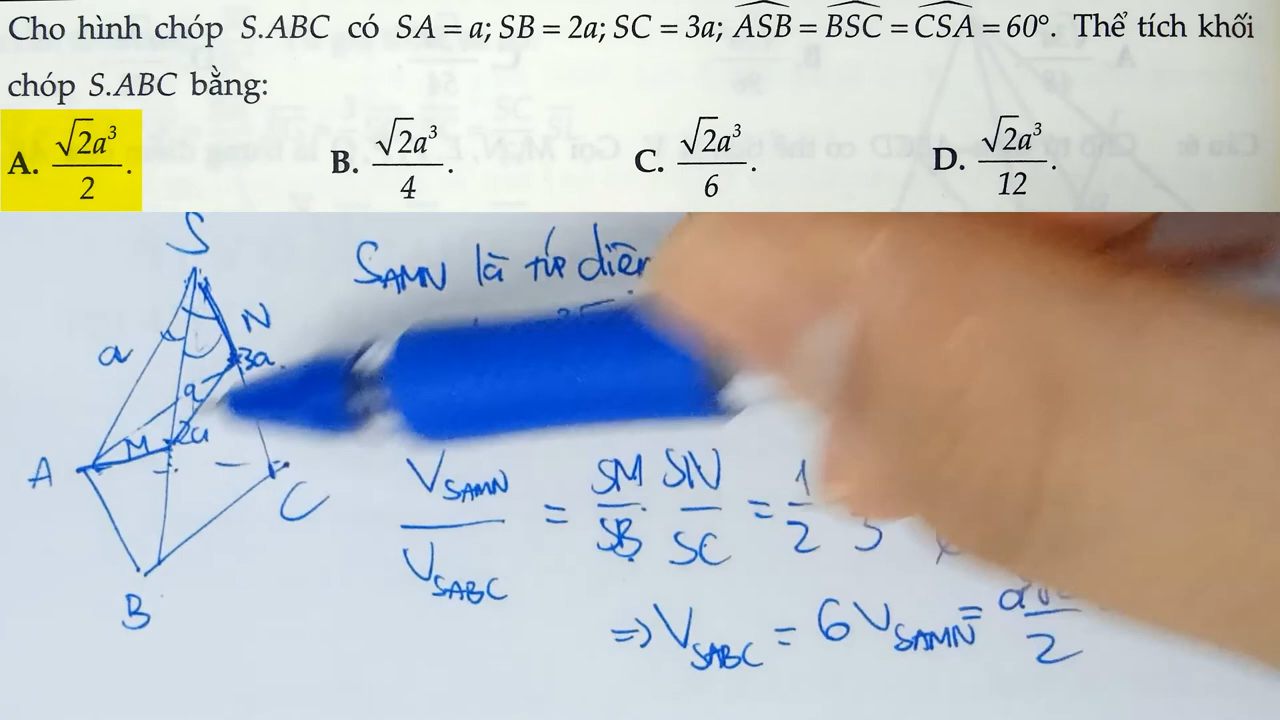 Cho hình chóp S.ABC có SA = a; SB = 2a; SC = 3a; ASB = BSC = CSA = 60°. Thể tích khối
chóp S.ABC bằng:
A. √2a³/2. B. √2a³/4. C. √2a³/6. D. √2a³/12.
S
SAMN là tứ diện
N
a
3a
a
M 2a
A
C
B
V_SAMN/V_SABC = SM/SB . SN/SC = 1/2
=> V_SABC = 6V_SAMN =